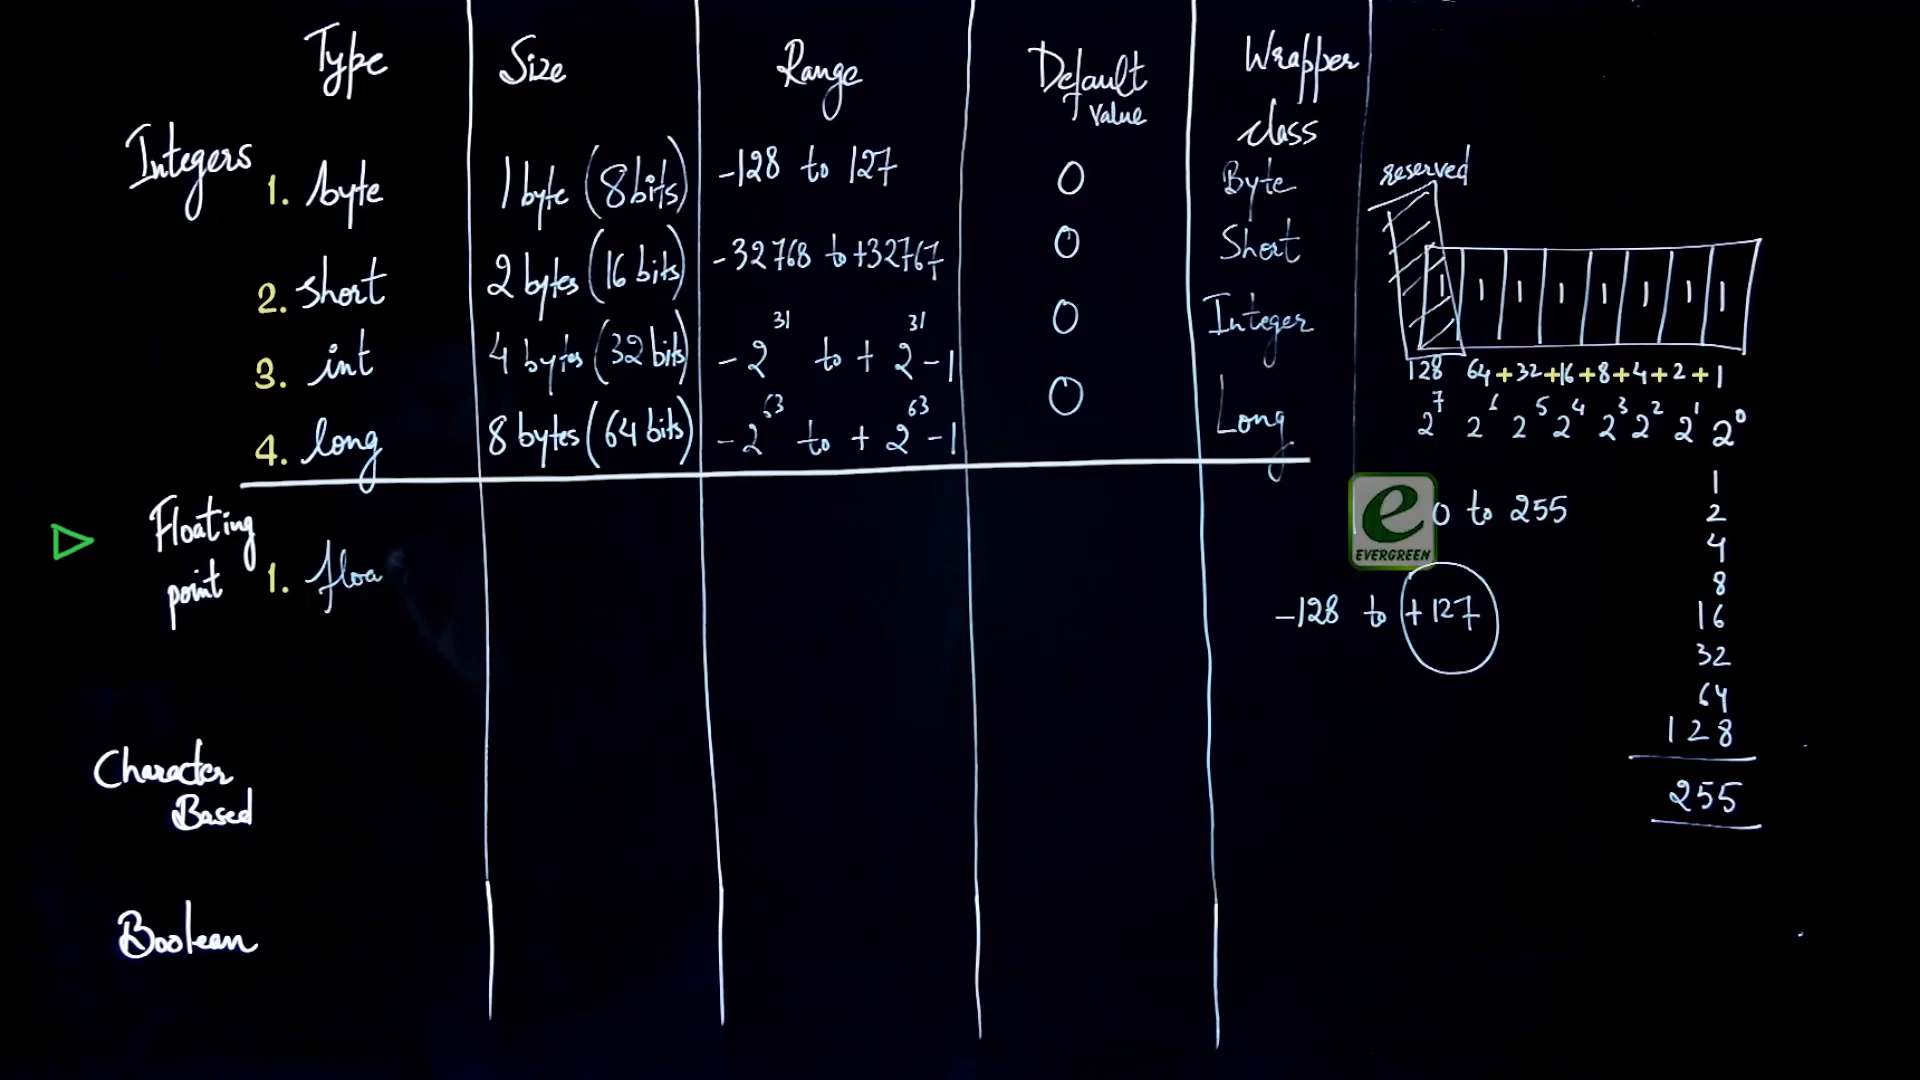 Type Size Range Default Value Wrapper class
Integers
1. byte 1 byte (8 bits) -128 to 127 0 Byte
2. short 2 bytes (16 bits) -32768 to +32767 0 Short
3. int 4 bytes (32 bits) -2^31 to +2^31-1 0 Integer
4. long 8 bytes (64 bits) -2^63 to +2^63-1 0 Long
Floating point
1. floa
Character Based
Boolean
reserved
1 1 1 1 1 1 1 1
128 64+32+16+8+4+2+1
2^7 2^6 2^5 2^4 2^3 2^2 2^1 2^0
e
EVERGREEN
0 to 255
-128 to +127
1
2
4
8
16
32
64
128
255